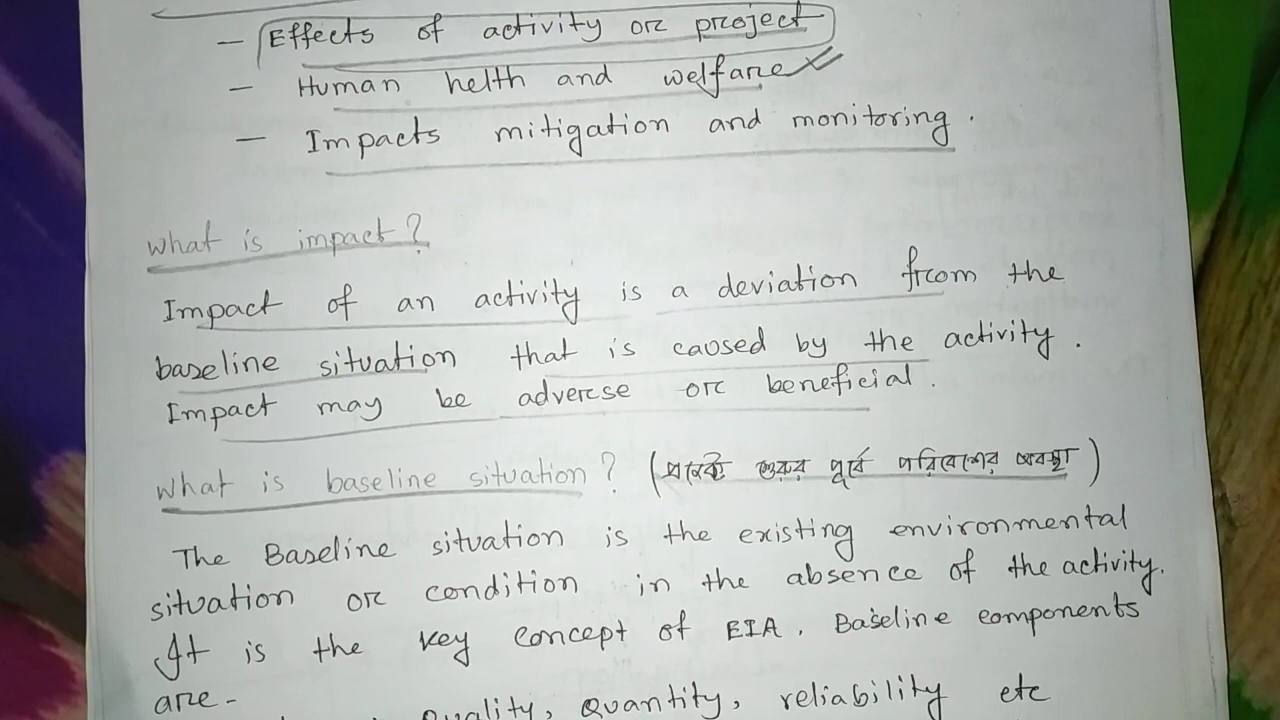 - Effects of activity or project
- Human helth and welfare
- Impacts mitigation and monitoring.
What is impact?
Impact of an activity is a deviation from the
baseline situation that is caused by the activity.
Impact may be adverse or beneficial.
What is baseline situation? (প্রকল্প শুরুর পূর্বে পরিবেশের অবস্থা)
The Baseline situation is the existing environmental
situation or condition in the absence of the activity.
It is the key concept of EIA. Baseline components
are-
Quality, Quantity, reliability etc